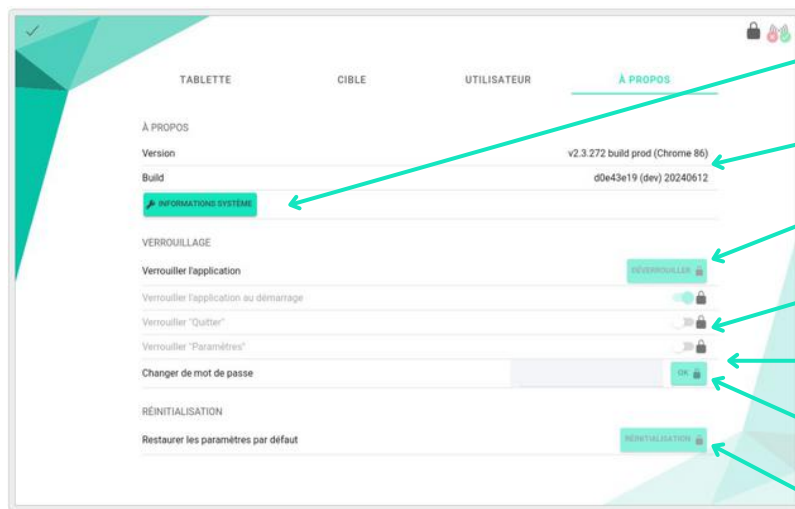 TABLETTE CIBLE UTILISATEUR À PROPOS
À PROPOS
Version v2.3.272 build prod (Chrome 86)
Build d0e43e19 (dev) 20240612
INFORMATIONS SYSTÈME
VERROUILLAGE
Verrouiller l'application DÉVERROUILLER
Verrouiller l'application au démarrage
Verrouiller "Quitter"
Verrouiller "Paramètres"
Changer de mot de passe OK
RÉINITIALISATION
Restaurer les paramètres par défaut RÉINITIALISATION